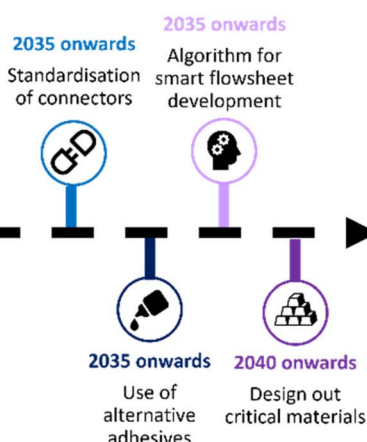 2035 onwards
Standardisation
of connectors
2035 onwards
Algorithm for
smart flowsheet
development
2035 onwards
Use of
alternative
adhesives
2040 onwards
Design out
critical materials